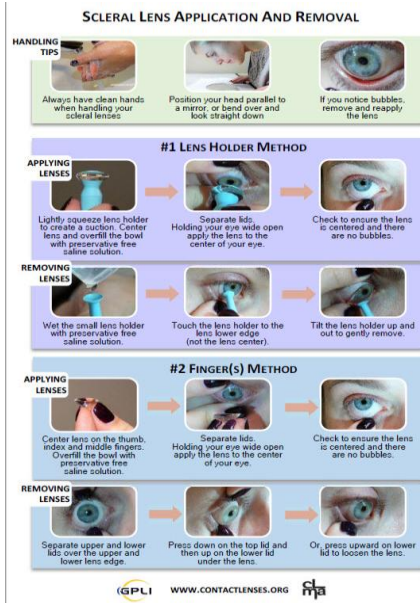 SCLERAL LENS APPLICATION AND REMOVAL
HANDLING
TIPS
Always have clean hands
when handling your
scleral lenses
Position your head parallel to
a mirror, or bend over and
look straight down
If you notice bubbles,
remove and reapply
the lens
#1 LENS HOLDER METHOD
APPLYING
LENSES
Lightly squeeze lens holder
to create a suction. Center
lens and overfill the bowl
with preservative free
saline solution.
Separate lids.
Holding your eye wide open
apply the lens to the
center of your eye.
Check to ensure the lens
is centered and there
are no bubbles.
REMOVING
LENSES
Wet the small lens holder
with preservative free
saline solution.
Touch the lens holder to the
lens lower edge
(not the lens center).
Tilt the lens holder up and
out to gently remove.
#2 FINGER(S) METHOD
APPLYING
LENSES
Center lens on the thumb,
index and middle fingers.
Overfill the bowl with
preservative free
saline solution.
Separate lids.
Holding your eye wide open
apply the lens to the center
of your eye.
Check to ensure the lens
is centered and there
are no bubbles.
REMOVING
LENSES
Separate upper and lower
lids over the upper and
lower lens edge.
Press down on the top lid and
then up on the lower lid
under the lens.
Or, press upward on lower
lid to loosen the lens.
GPLI
WWW.CONTACTLENSES.ORG
clma